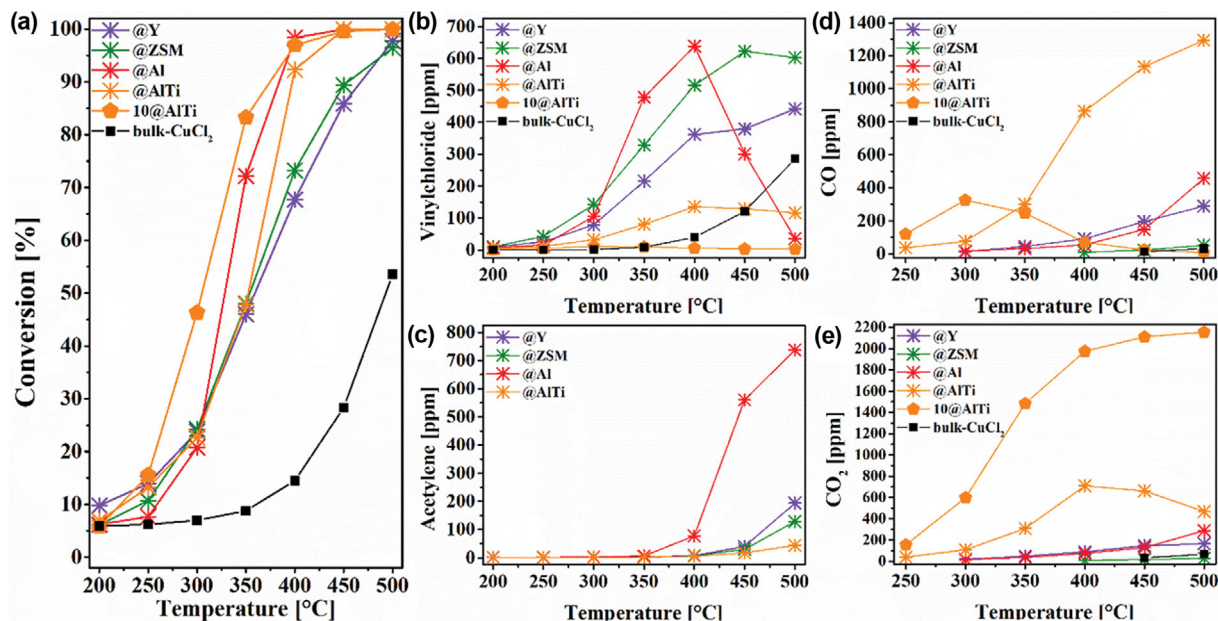 (a)
100
90
80
70
60
50
40
30
20
10
0
Conversion [%]
@Y
@ZSM
@Al
@AlTi
10@AlTi
bulk-CuCl2
200 250 300 350 400 450 500
Temperature [°C]
(b)
700
600
500
400
300
200
100
0
Vinylchloride [ppm]
@Y
@ZSM
@Al
@AlTi
10@AlTi
bulk-CuCl2
200 250 300 350 400 450 500
Temperature [°C]
(c)
800
700
600
500
400
300
200
100
0
Acetylene [ppm]
@Y
@ZSM
@Al
@AlTi
200 250 300 350 400 450 500
Temperature [°C]
(d)
1400
1200
1000
800
600
400
200
0
CO [ppm]
@Y
@ZSM
@Al
@AlTi
10@AlTi
bulk-CuCl2
250 300 350 400 450 500
Temperature [°C]
(e)
2200
2000
1800
1600
1400
1200
1000
800
600
400
200
0
CO2 [ppm]
@Y
@ZSM
@Al
@AlTi
10@AlTi
bulk-CuCl2
250 300 350 400 450 500
Temperature [°C]